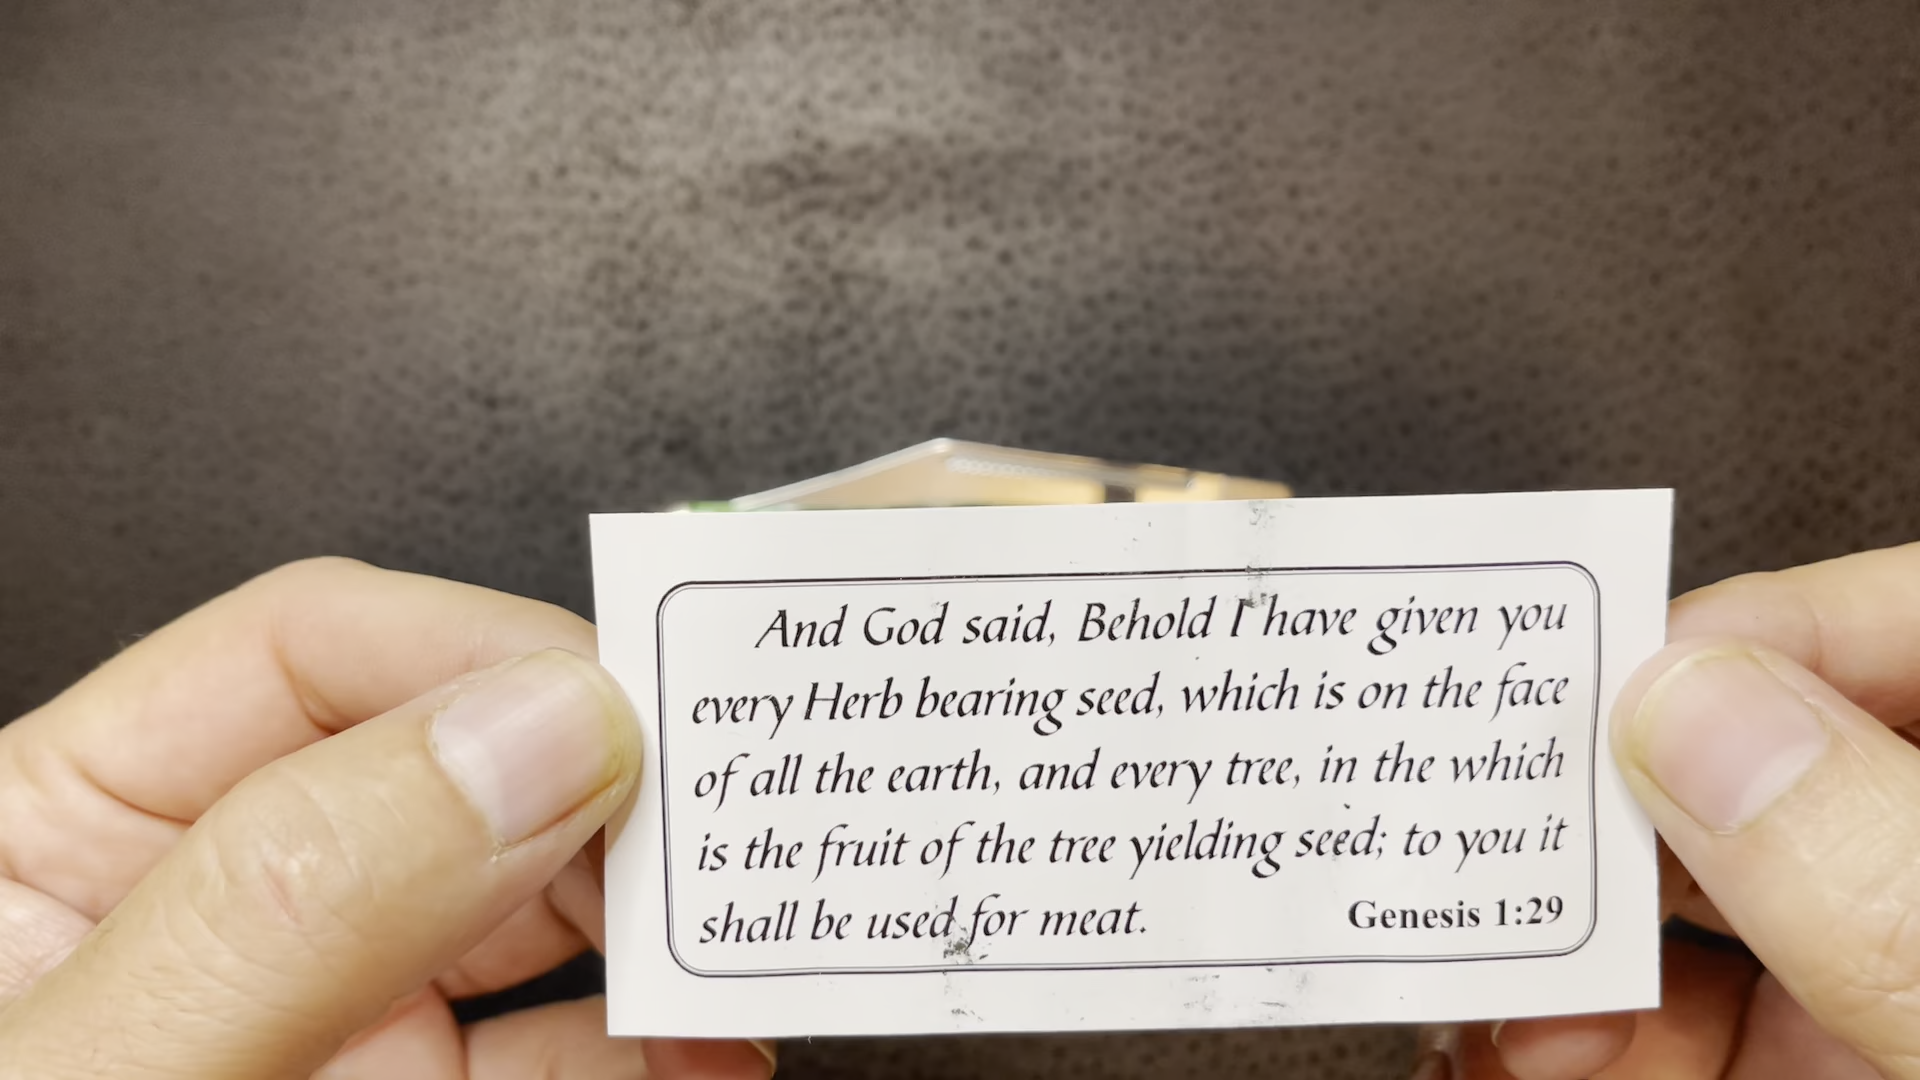 And God said, Behold I have given you
every Herb bearing seed, which is on the face
of all the earth, and every tree, in the which
is the fruit of the tree yielding seed; to you it
shall be used for meat. Genesis 1:29